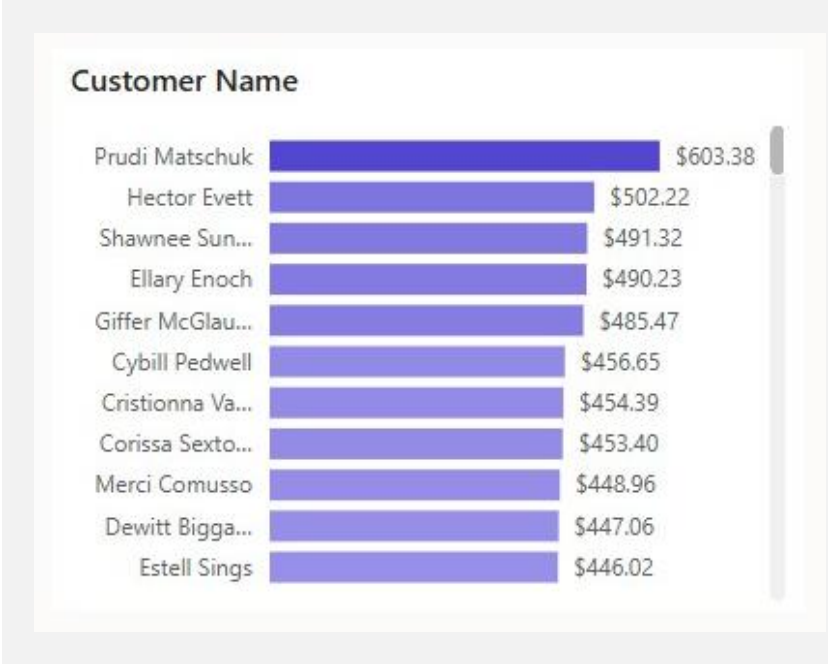 Customer Name
Prudi Matschuk $603.38
Hector Evett $502.22
Shawnee Sun... $491.32
Ellary Enoch $490.23
Giffer McGlau... $485.47
Cybill Pedwell $456.65
Cristionna Va... $454.39
Corissa Sexto... $453.40
Merci Comusso $448.96
Dewitt Bigga... $447.06
Estell Sings $446.02